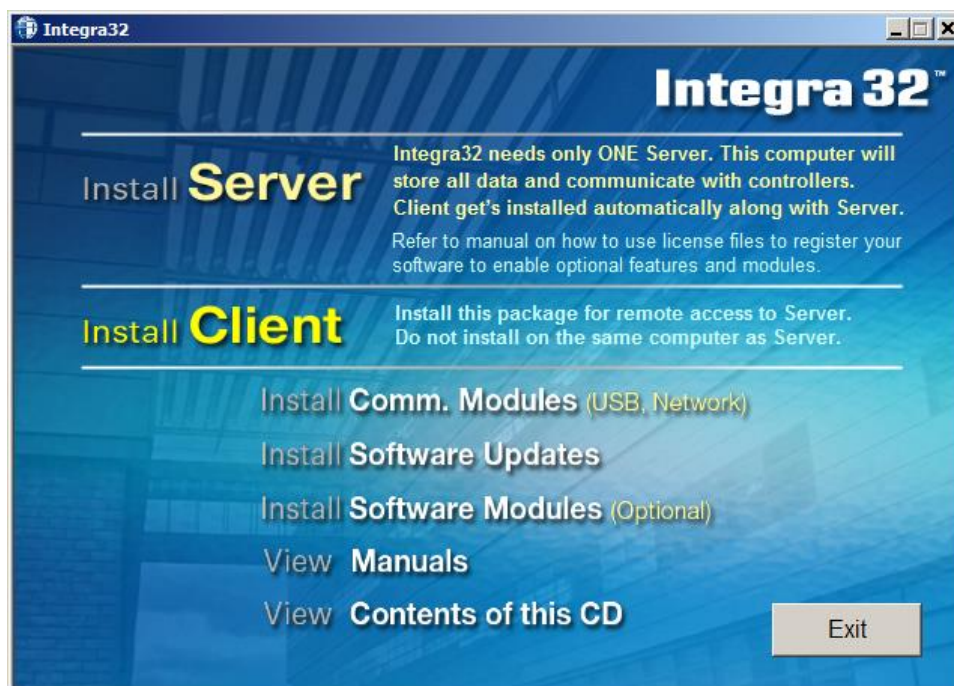 Integra32
Integra 32™
Install Server
Integra32 needs only ONE Server. This computer will
store all data and communicate with controllers.
Client get's installed automatically along with Server.
Refer to manual on how to use license files to register your
software to enable optional features and modules.
Install Client
Install this package for remote access to Server.
Do not install on the same computer as Server.
Install Comm. Modules (USB, Network)
Install Software Updates
Install Software Modules (Optional)
View Manuals
View Contents of this CD
Exit